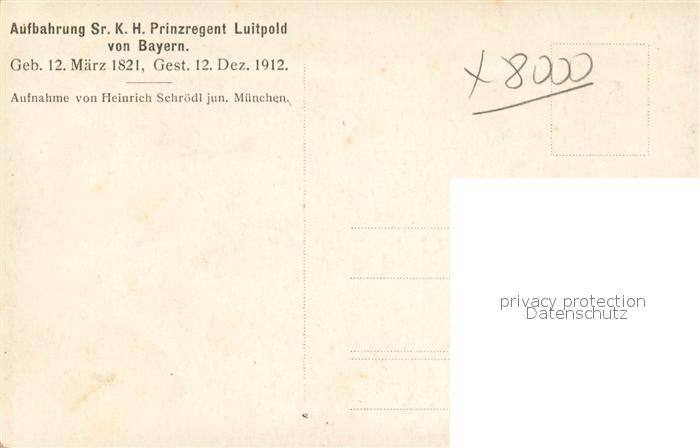 Aufbahrung Sr. K. H. Prinzregent Luitpold
von Bayern.
Geb. 12. März 1821, Gest. 12. Dez. 1912.
Aufnahme von Heinrich Schrödl jun. München.
x 8000
privacy protection
Datenschutz